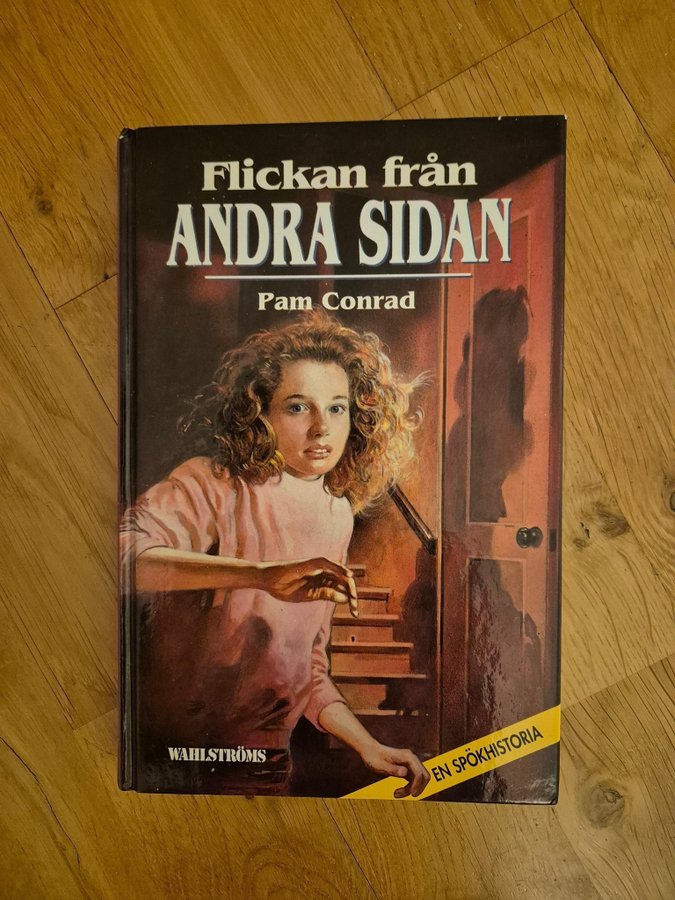 Flickan från
ANDRA SIDAN
Pam Conrad
WAHLSTRÖMS
EN SPÖKHISTORIA